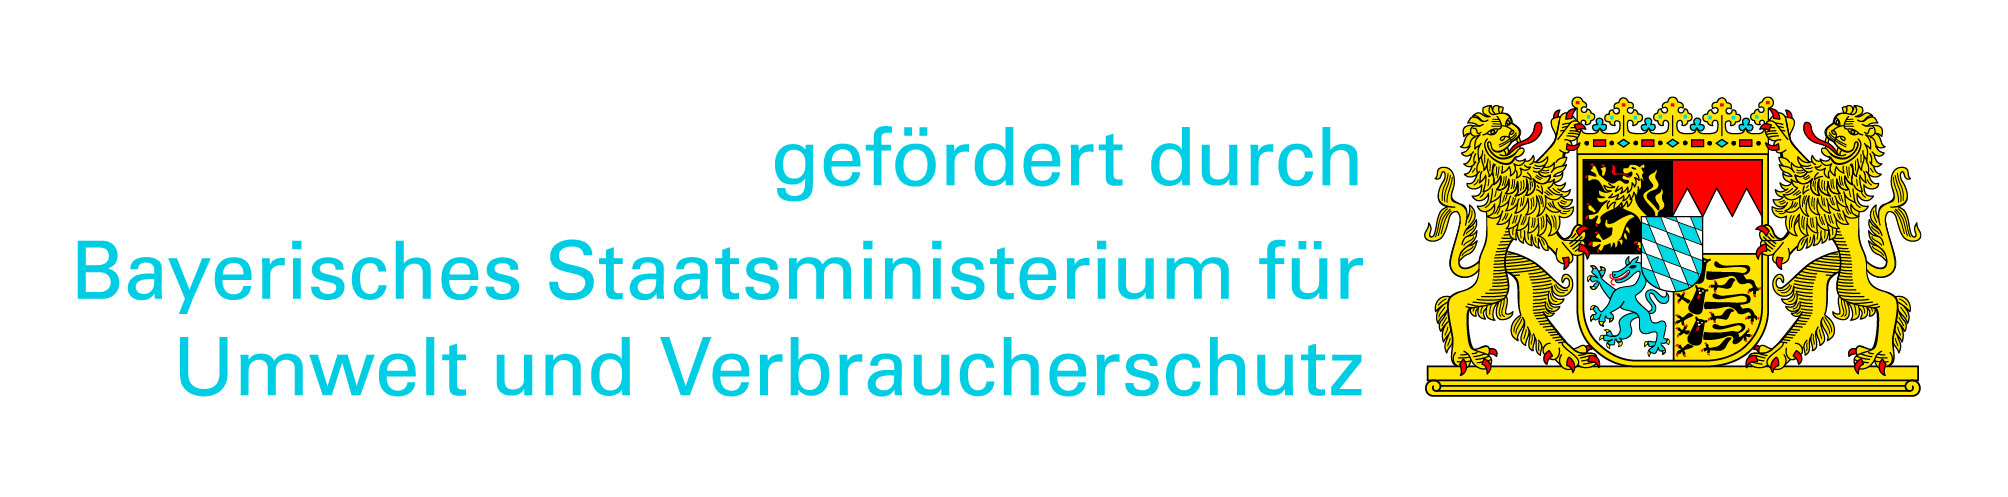 gefördert durch
Bayerisches Staatsministerium für
Umwelt und Verbraucherschutz